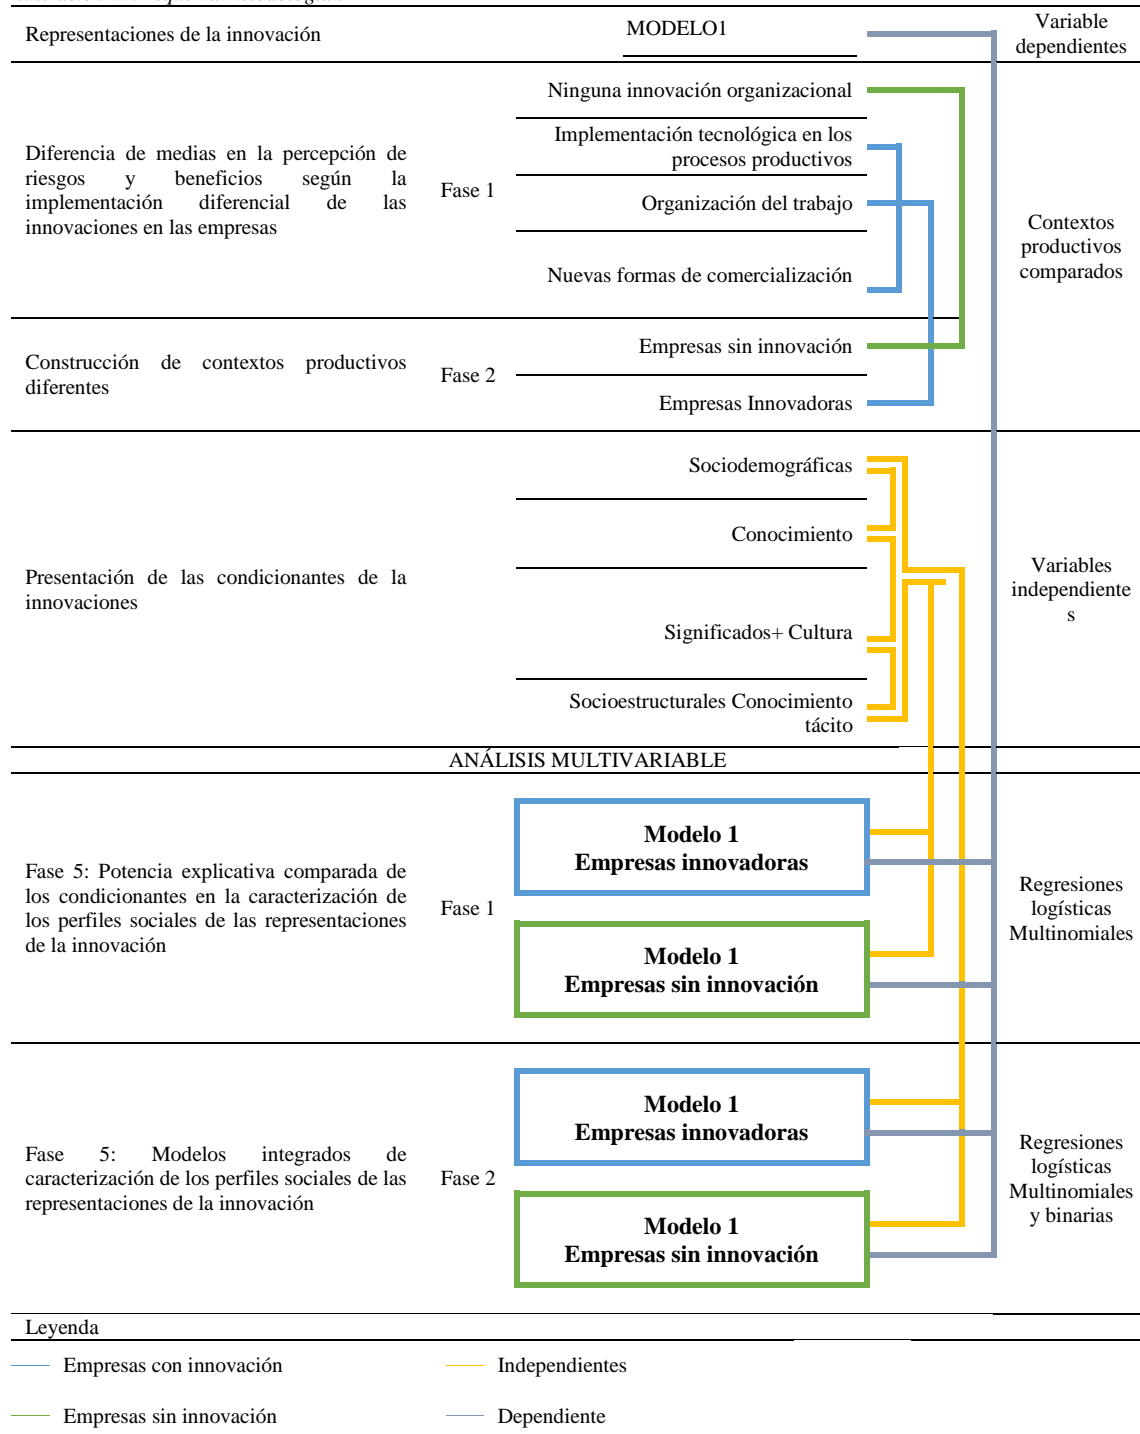 Representaciones de la innovación
MODELO1
Variable
dependientes
Diferencia de medias en la percepción de
riesgos y beneficios según la
implementación diferencial de las
innovaciones en las empresas
Fase 1
Ninguna innovación organizacional
Implementación tecnológica en los
procesos productivos
Organización del trabajo
Nuevas formas de comercialización
Contextos
productivos
comparados
Construcción de contextos productivos
diferentes
Fase 2
Empresas sin innovación
Empresas Innovadoras
Presentación de las condicionantes de la
innovaciones
Sociodemográficas
Conocimiento
Significados+ Cultura
Socioestructurales Conocimiento
tácito
Variables
independiente
s
ANÁLISIS MULTIVARIABLE
Fase 5: Potencia explicativa comparada de
los condicionantes en la caracterización de
los perfiles sociales de las representaciones
de la innovación
Fase 1
Modelo 1
Empresas innovadoras
Modelo 1
Empresas sin innovación
Regresiones
logísticas
Multinomiales
Fase 5: Modelos integrados de
caracterización de los perfiles sociales de las
representaciones de la innovación
Fase 2
Modelo 1
Empresas innovadoras
Modelo 1
Empresas sin innovación
Regresiones
logísticas
Multinomiales
y binarias
Leyenda
Empresas con innovación
Independientes
Empresas sin innovación
Dependiente